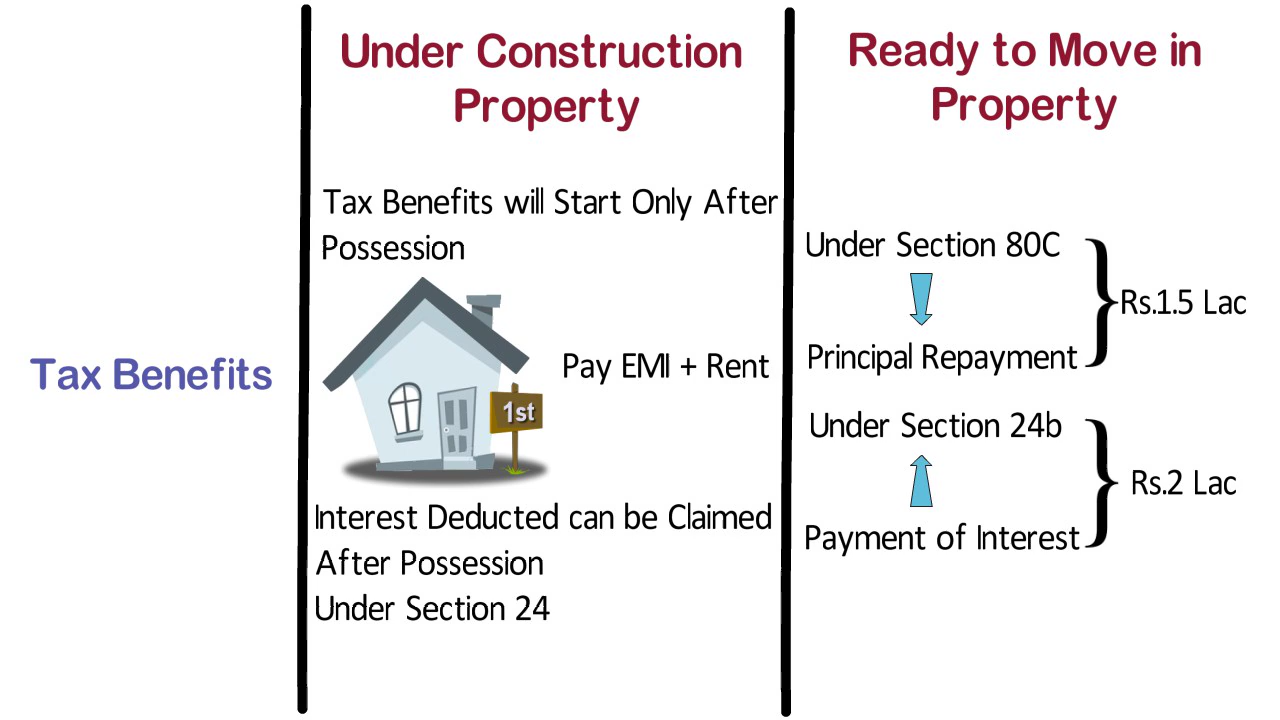 Tax Benefits
Under Construction
Property
Tax Benefits will Start Only After
Possession
Pay EMI + Rent
1st
Interest Deducted can be Claimed
After Possession
Under Section 24
Ready to Move in
Property
Under Section 80C
Rs.1.5 Lac
Principal Repayment
Under Section 24b
Rs.2 Lac
Payment of Interest